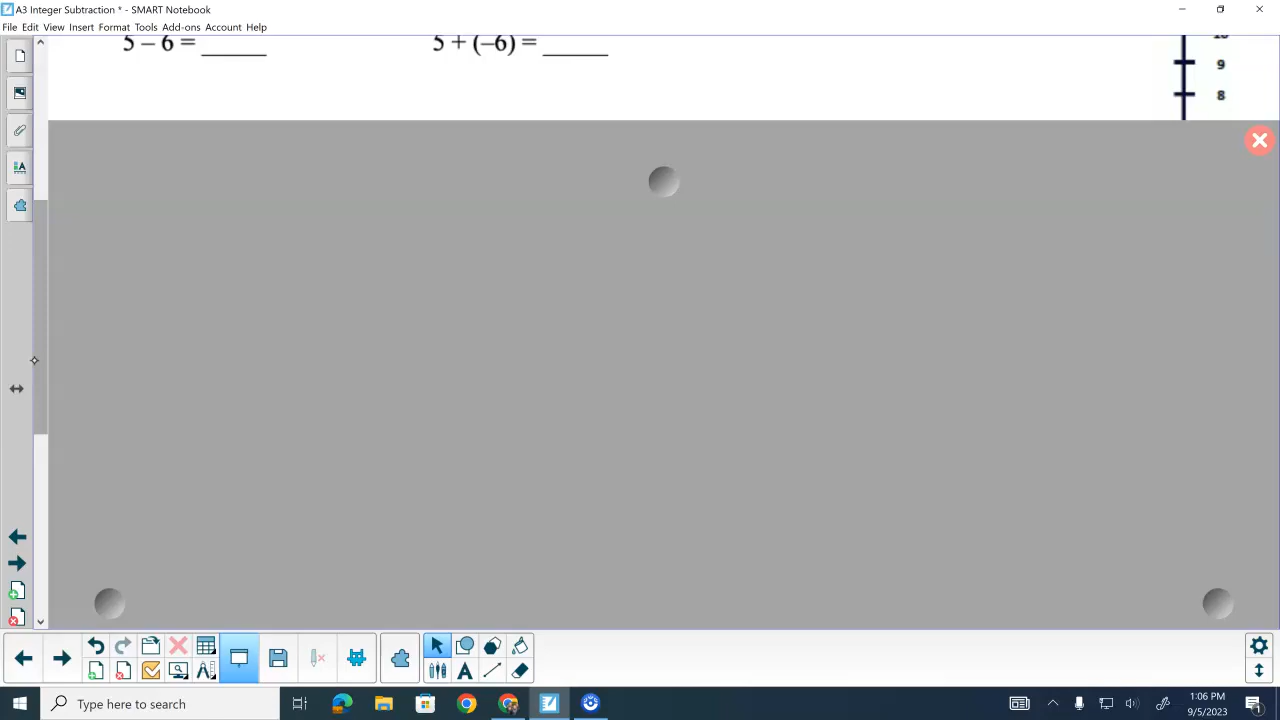 A3 Integer Subtraction * - SMART Notebook
File Edit View Insert Format Tools Add-ons Account Help
5 – 6 = ______ 5 + (–6) = ______
9
8
A
A
Type here to search
1:06 PM
9/5/2023
1